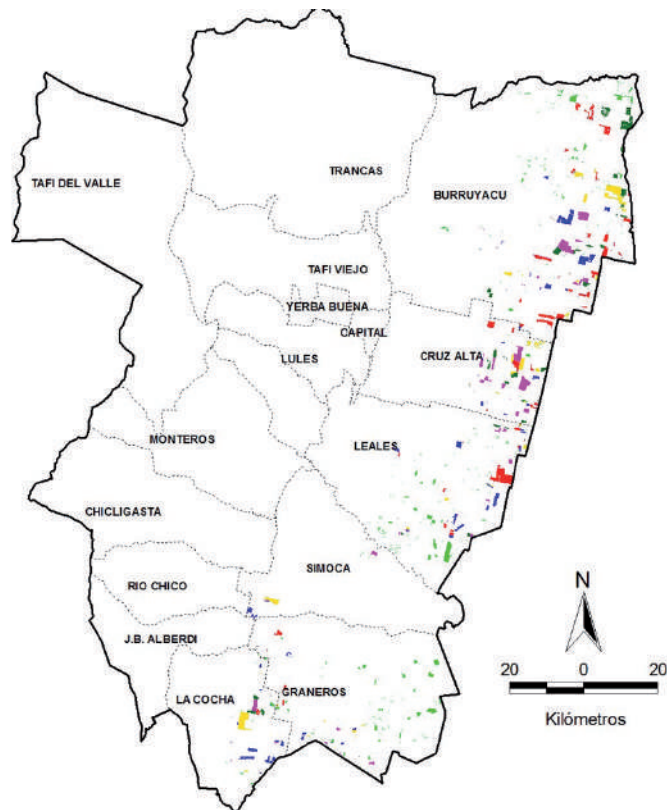 TRANCAS
TAFI DEL VALLE
BURRUYACU
TAFI VIEJO
YERBA BUENA
CAPITAL
LULES
CRUZ ALTA
MONTEROS
LEALES
CHICLIGASTA
SIMOCA
RIO CHICO
N
J.B. ALBERDI
LA COCHA
GRANEROS
20 0 20
Kilómetros